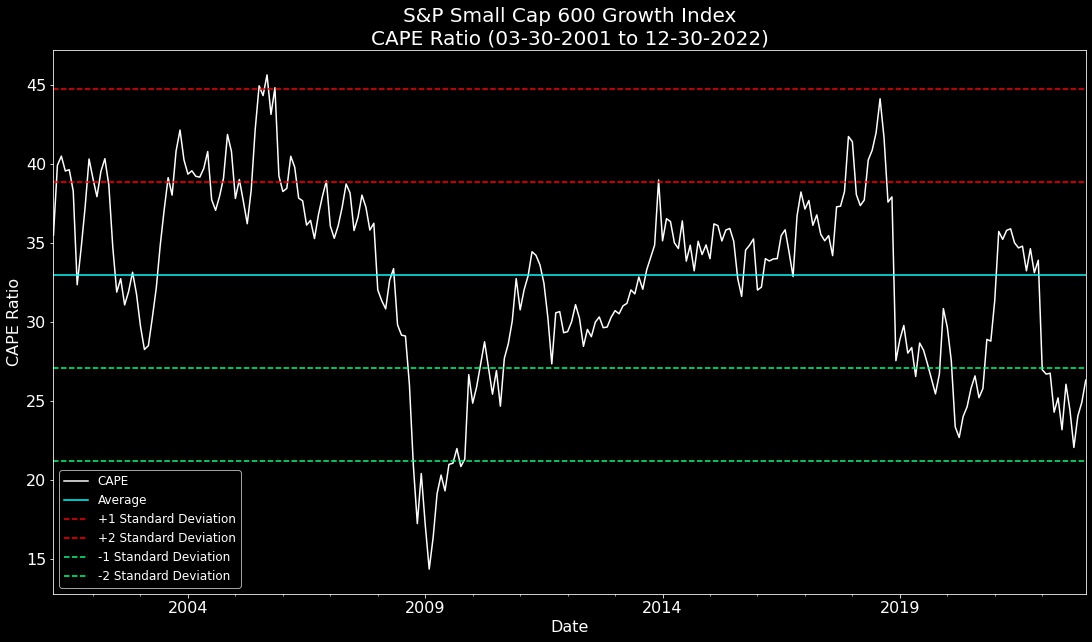 S&P Small Cap 600 Growth Index
CAPE Ratio (03-30-2001 to 12-30-2022)
CAPE Ratio
45
40
35
30
25
20
15
CAPE
Average
+1 Standard Deviation
+2 Standard Deviation
-1 Standard Deviation
-2 Standard Deviation
2004
2009
2014
2019
Date